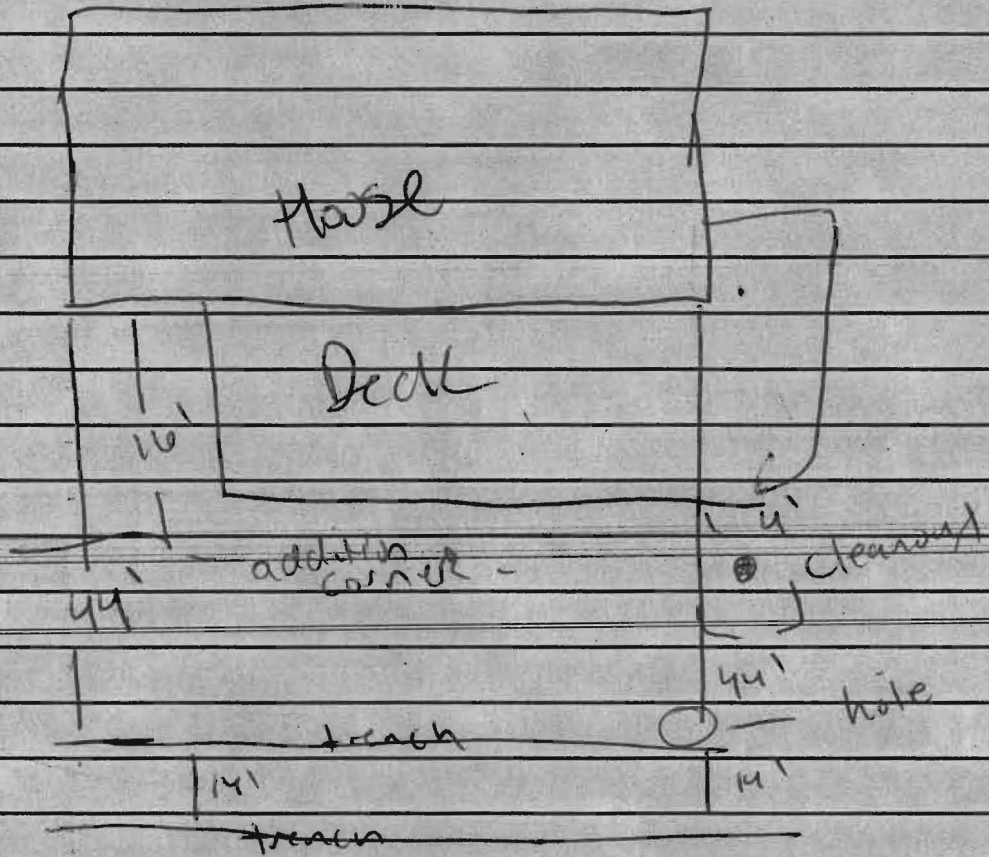 House
Deck
16'
4'
addition
corner
cleanout
44'
44'
hole
trench
14'
14'
trench